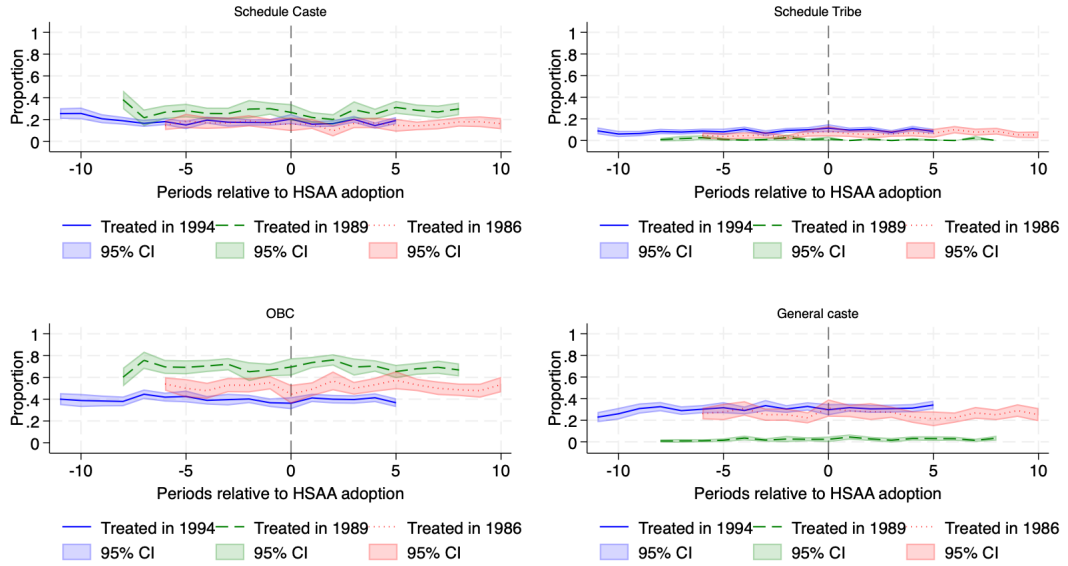 Schedule Caste
Proportion
1
.8
.6
.4
.2
0
-10 -5 0 5 10
Periods relative to HSAA adoption
Treated in 1994 Treated in 1989 Treated in 1986
95% CI 95% CI 95% CI
Schedule Tribe
Proportion
1
.8
.6
.4
.2
0
-10 -5 0 5 10
Periods relative to HSAA adoption
Treated in 1994 Treated in 1989 Treated in 1986
95% CI 95% CI 95% CI
OBC
Proportion
1
.8
.6
.4
.2
0
-10 -5 0 5 10
Periods relative to HSAA adoption
Treated in 1994 Treated in 1989 Treated in 1986
95% CI 95% CI 95% CI
General caste
Proportion
1
.8
.6
.4
.2
0
-10 -5 0 5 10
Periods relative to HSAA adoption
Treated in 1994 Treated in 1989 Treated in 1986
95% CI 95% CI 95% CI